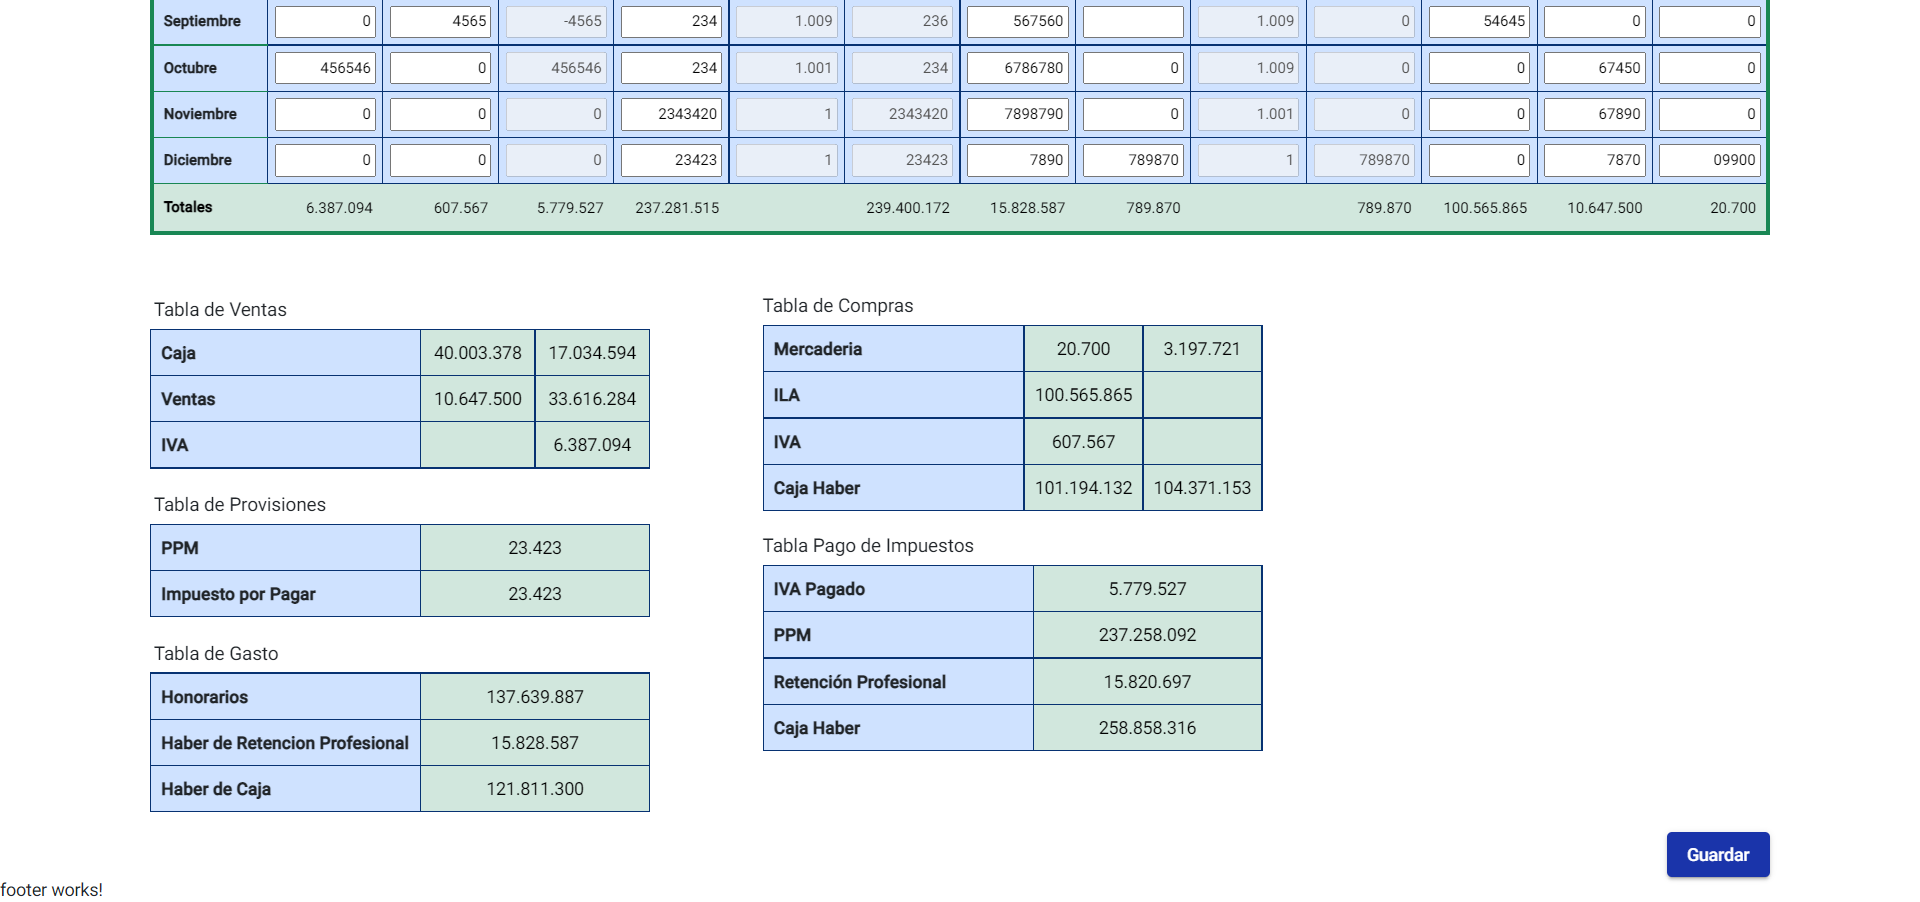 Septiembre 0 4565 -4565 234 1.009 236 567560 1.009 0 54645 0 0
Octubre 456546 0 456546 234 1.001 234 6786780 0 1.009 0 0 67450 0
Noviembre 0 0 0 2343420 1 2343420 7898790 0 1.001 0 0 67890 0
Diciembre 0 0 0 23423 1 23423 7890 789870 1 789870 0 7870 09900
Totales 6.387.094 607.567 5.779.527 237.281.515 239.400.172 15.828.587 789.870 789.870 100.565.865 10.647.500 20.700
Tabla de Ventas
Caja 40.003.378 17.034.594
Ventas 10.647.500 33.616.284
IVA 6.387.094
Tabla de Provisiones
PPM 23.423
Impuesto por Pagar 23.423
Tabla de Gasto
Honorarios 137.639.887
Haber de Retencion Profesional 15.828.587
Haber de Caja 121.811.300
Tabla de Compras
Mercaderia 20.700 3.197.721
ILA 100.565.865
IVA 607.567
Caja Haber 101.194.132 104.371.153
Tabla Pago de Impuestos
IVA Pagado 5.779.527
PPM 237.258.092
Retención Profesional 15.820.697
Caja Haber 258.858.316
Guardar
footer works!